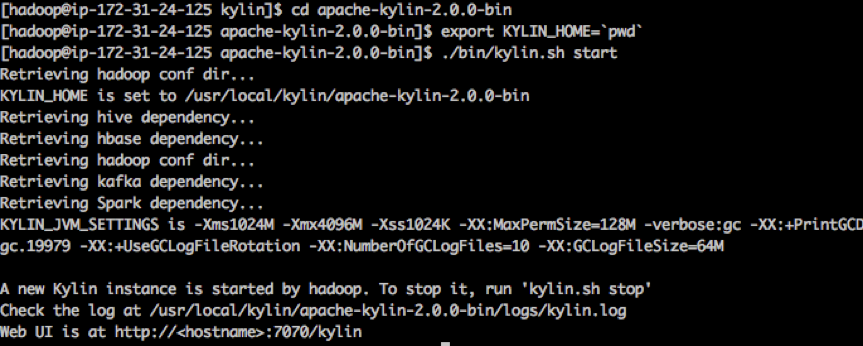 [hadoop@ip-172-31-24-125 kylin]$ cd apache-kylin-2.0.0-bin
[hadoop@ip-172-31-24-125 apache-kylin-2.0.0-bin]$ export KYLIN_HOME=`pwd`
[hadoop@ip-172-31-24-125 apache-kylin-2.0.0-bin]$ ./bin/kylin.sh start
Retrieving hadoop conf dir...
KYLIN_HOME is set to /usr/local/kylin/apache-kylin-2.0.0-bin
Retrieving hive dependency...
Retrieving hbase dependency...
Retrieving hadoop conf dir...
Retrieving kafka dependency...
Retrieving Spark dependency...
KYLIN_JVM_SETTINGS is -Xms1024M -Xmx4096M -Xss1024K -XX:MaxPermSize=128M -verbose:gc -XX:+PrintGCD
gc.19979 -XX:+UseGCLogFileRotation -XX:NumberOfGCLogFiles=10 -XX:GCLogFileSize=64M
A new Kylin instance is started by hadoop. To stop it, run 'kylin.sh stop'
Check the log at /usr/local/kylin/apache-kylin-2.0.0-bin/logs/kylin.log
Web UI is at http://<hostname>:7070/kylin